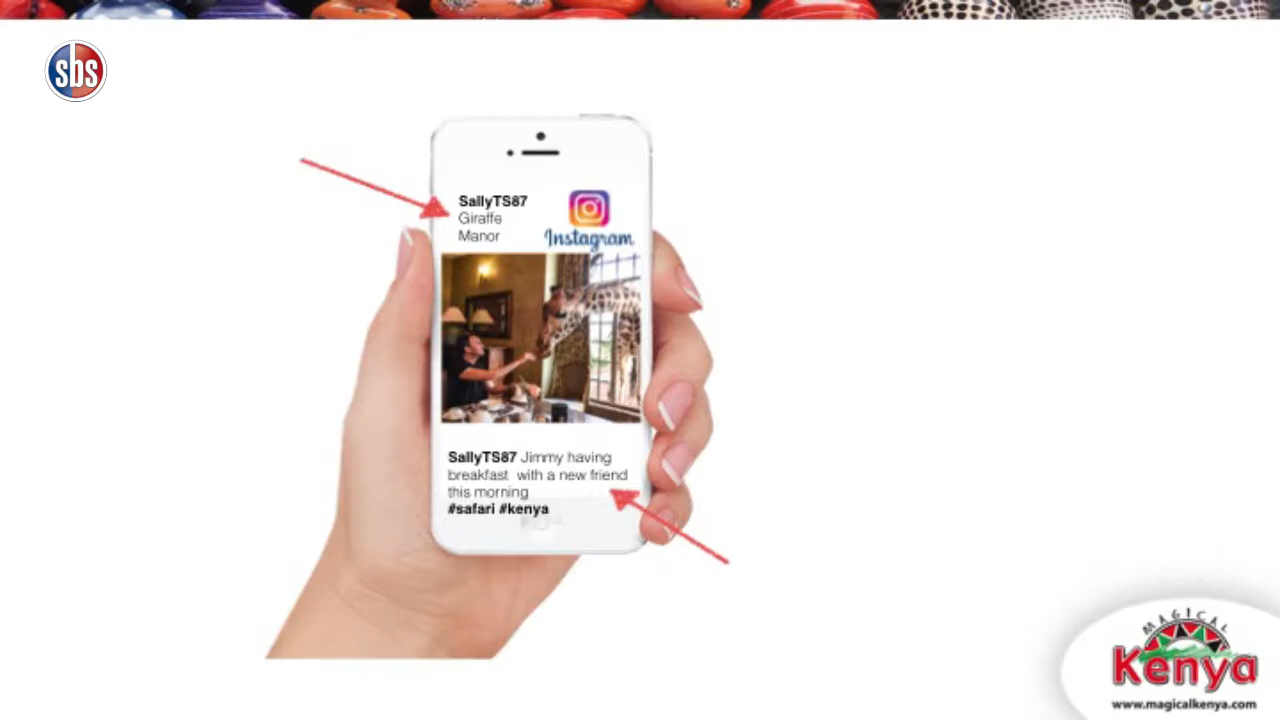 sbs
SallyTS87
Giraffe
Manor
Instagram
SallyTS87 Jimmy having
breakfast with a new friend
this morning
#safari #kenya
MAGICAL
Kenya
www.magicalkenya.com